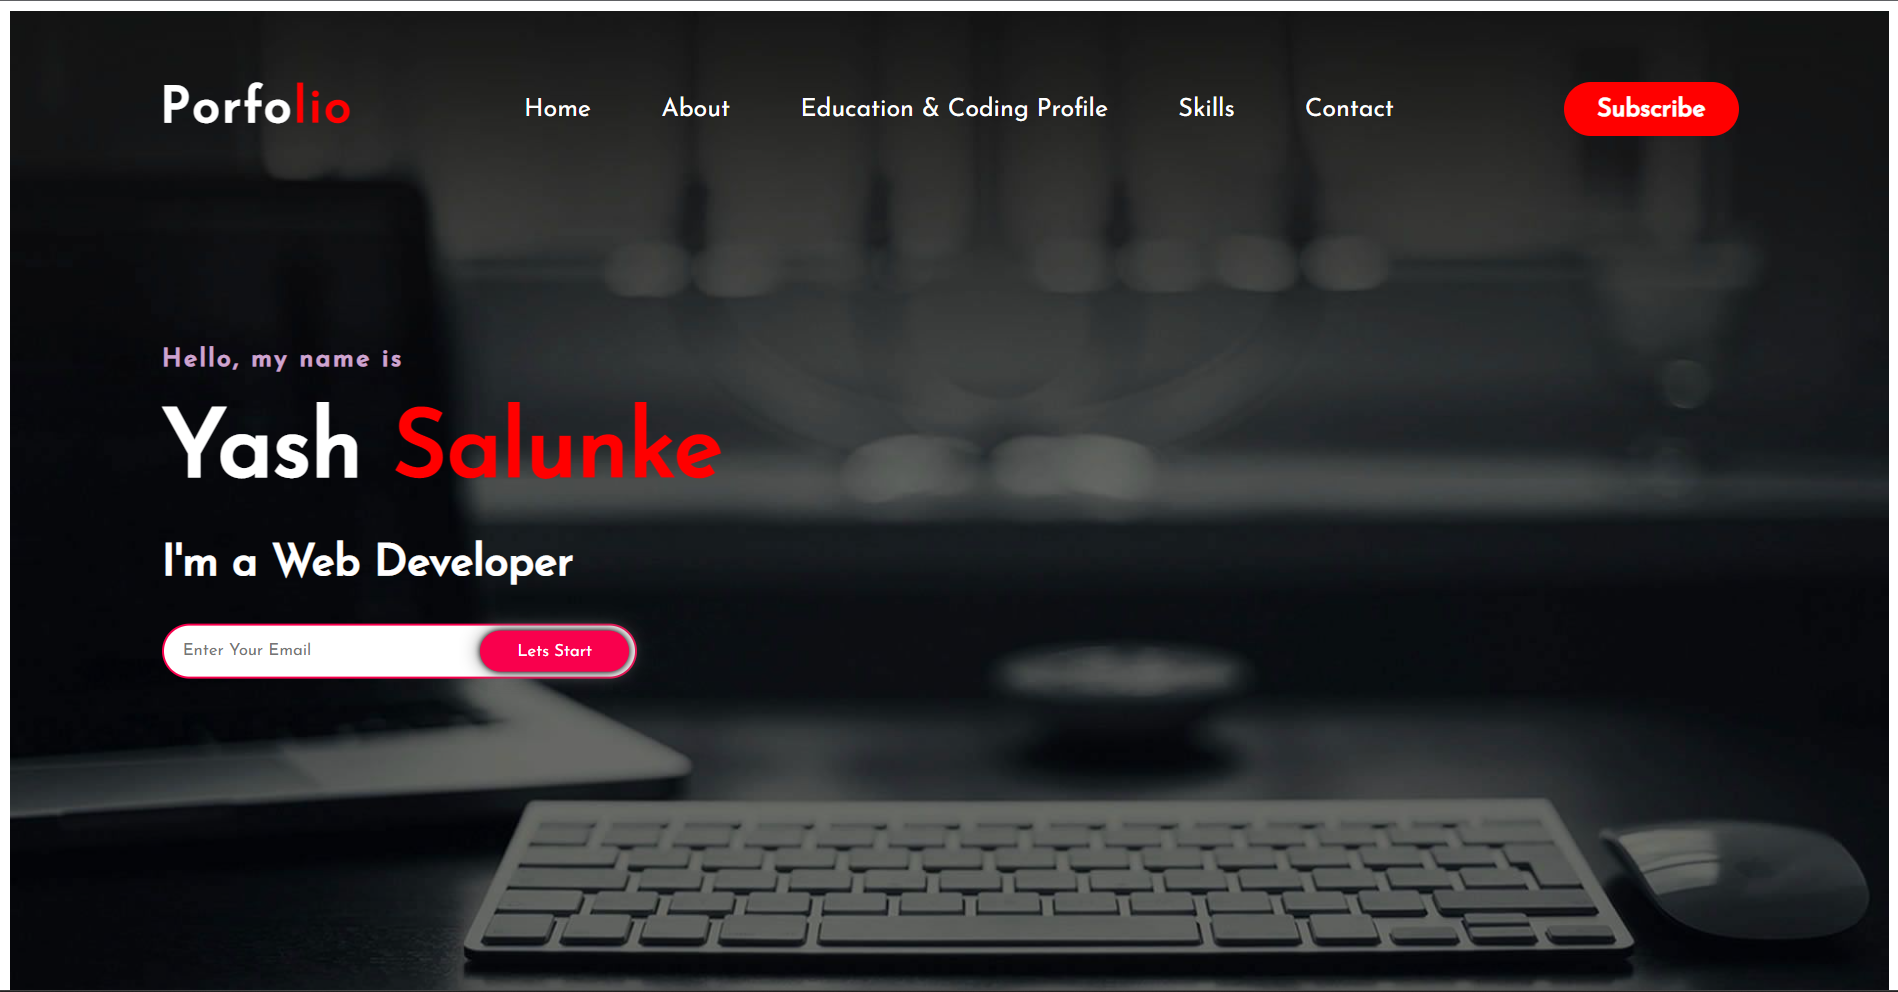 Porfolio
Home About Education & Coding Profile Skills Contact
Subscribe
Hello, my name is
Yash Salunke
I'm a Web Developer
Enter Your Email
Lets Start